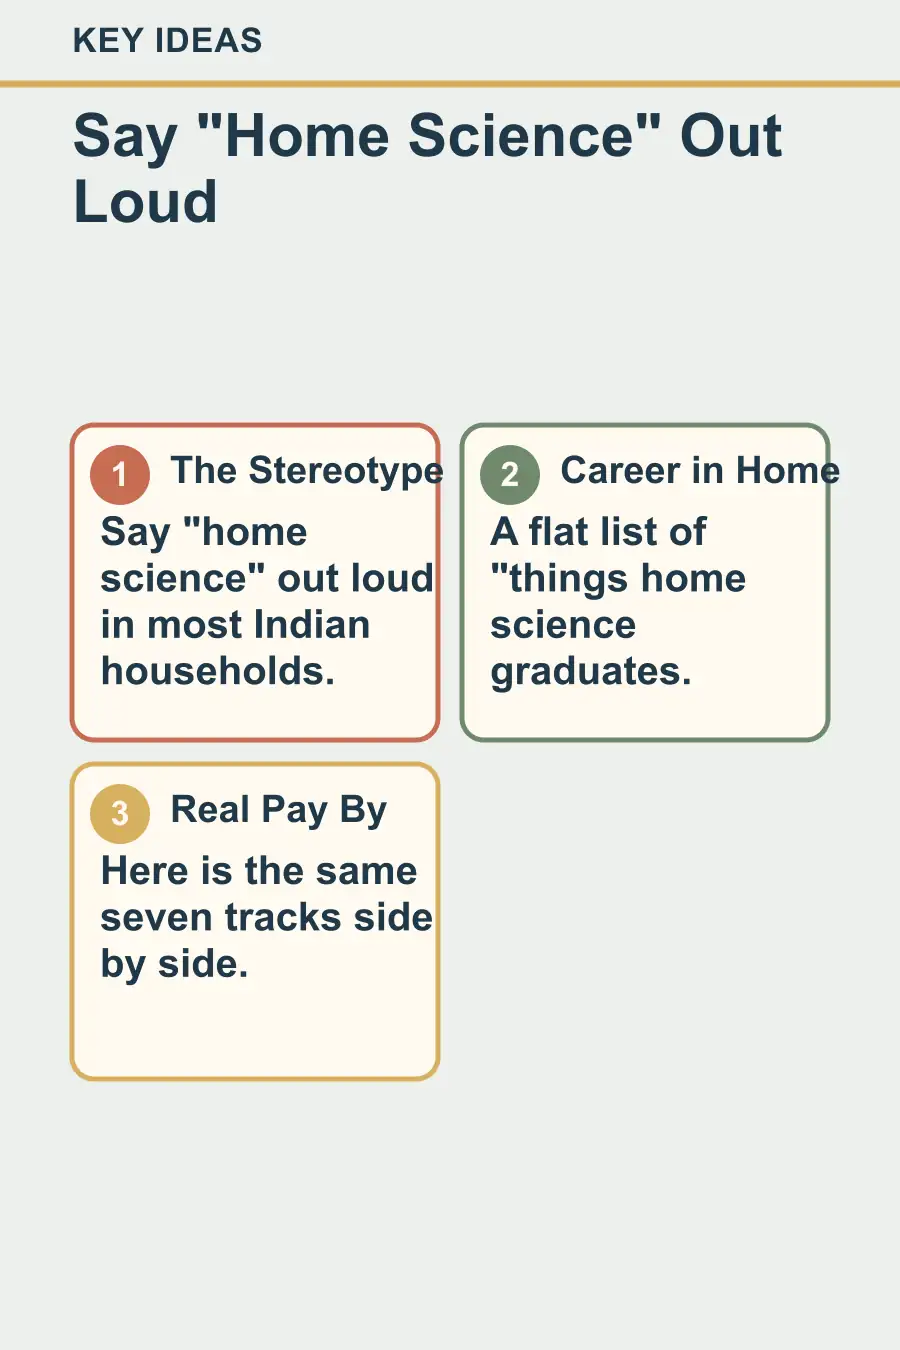 KEY IDEAS
Say "Home Science" Out
Loud
1
The Stereotype
Say "home
science" out loud
in most Indian
households.
2
Career in Home
A flat list of
"things home
science
graduates.
3
Real Pay By
Here is the same
seven tracks side
by side.